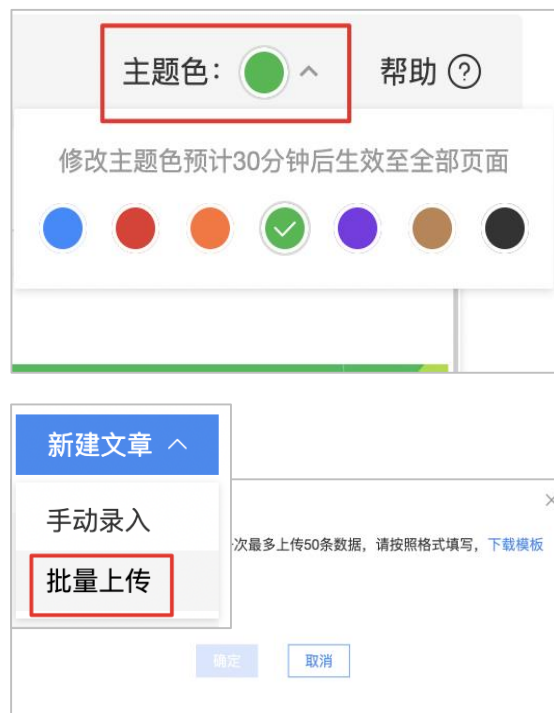 主题色： 帮助 ?
修改主题色预计30分钟后生效至全部页面
新建文章
手动录入
次最多上传50条数据，请按照格式填写，下载模板
批量上传
确定 取消